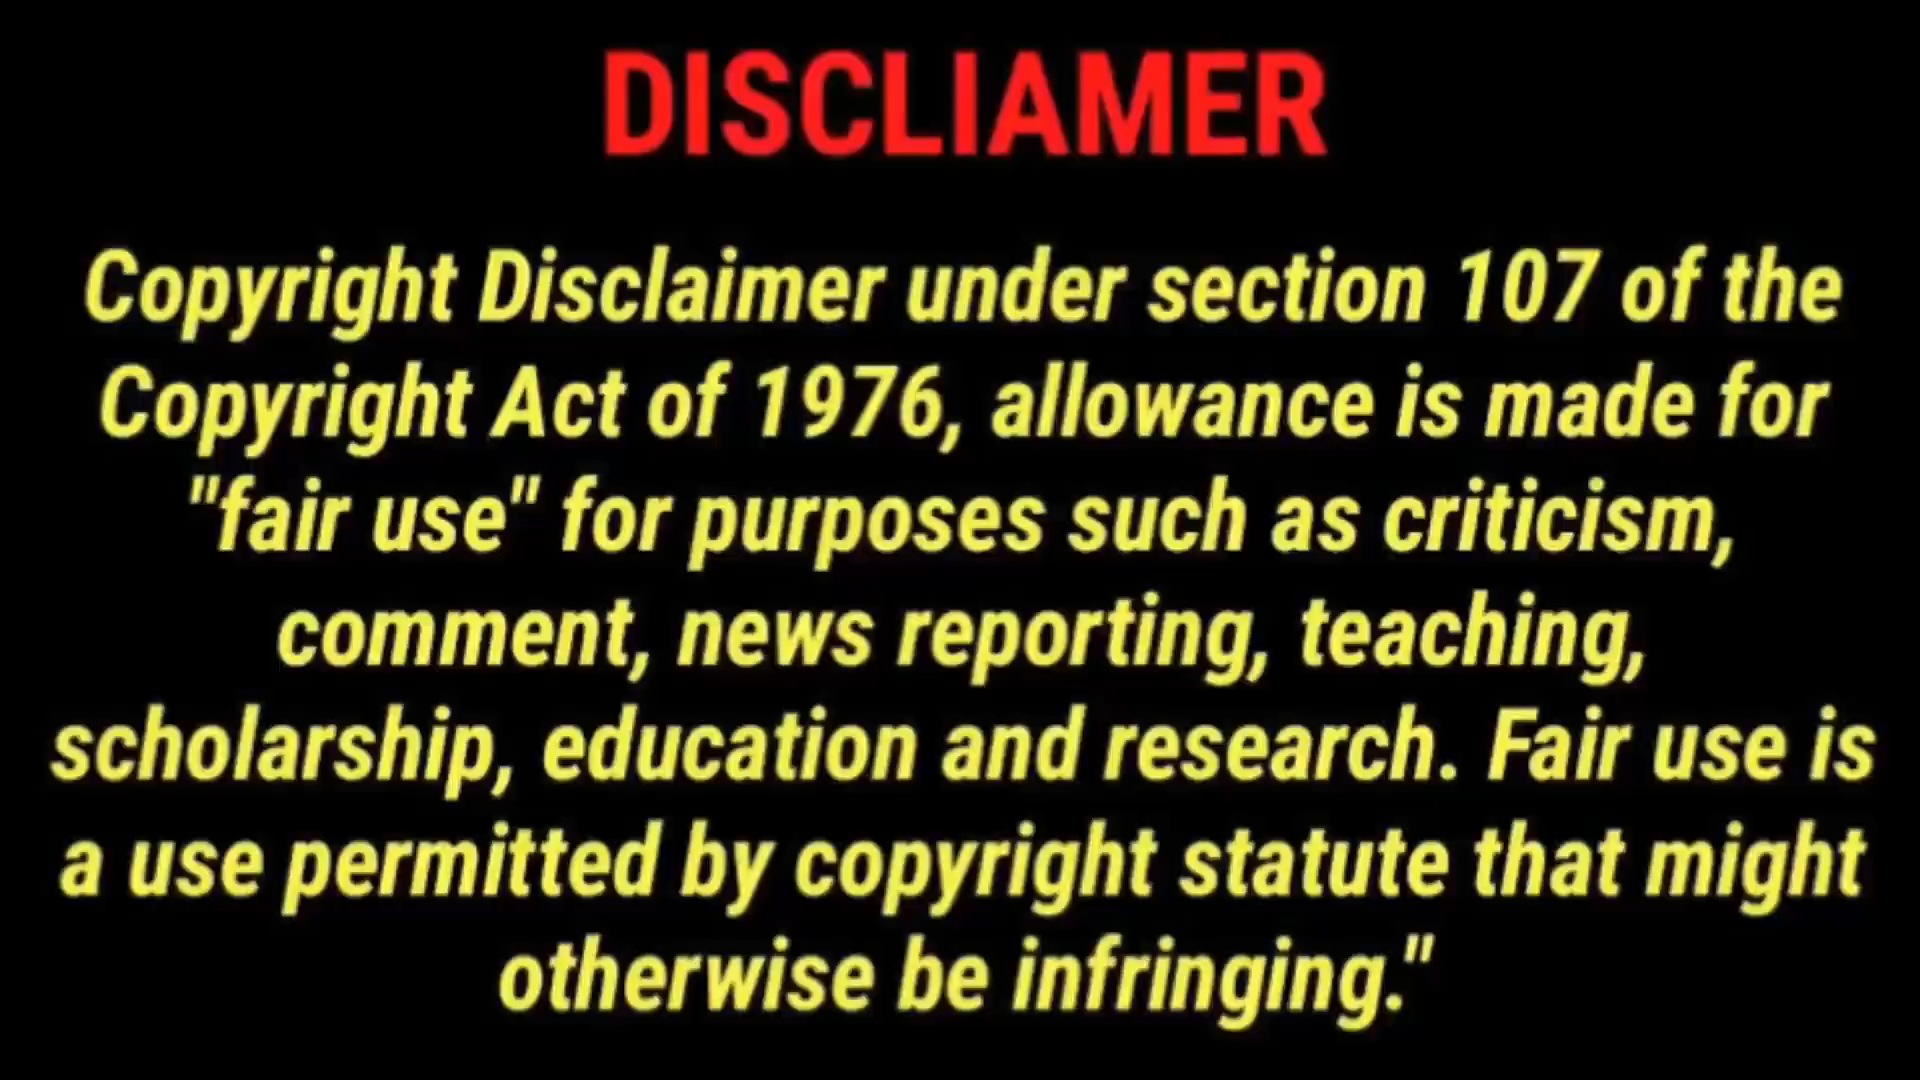 DISCLIAMER
Copyright Disclaimer under section 107 of the
Copyright Act of 1976, allowance is made for
"fair use" for purposes such as criticism,
comment, news reporting, teaching,
scholarship, education and research. Fair use is
a use permitted by copyright statute that might
otherwise be infringing."